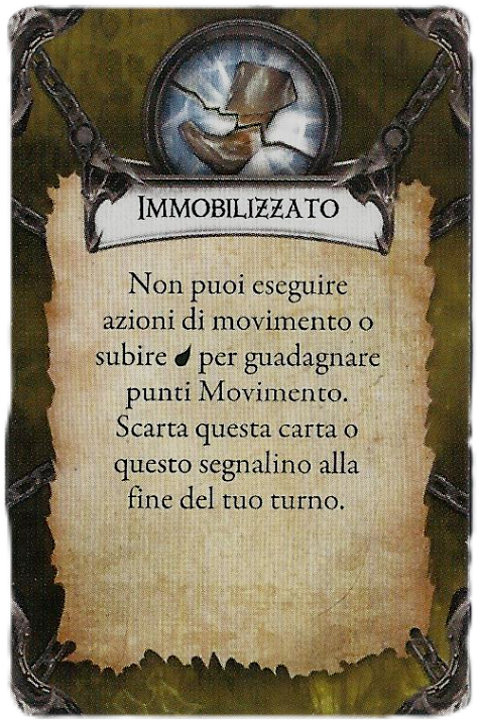 IMMOBILIZZATO
Non puoi eseguire
azioni di movimento o
subire per guadagnare
punti Movimento.
Scarta questa carta o
questo segnalino alla
fine del tuo turno.